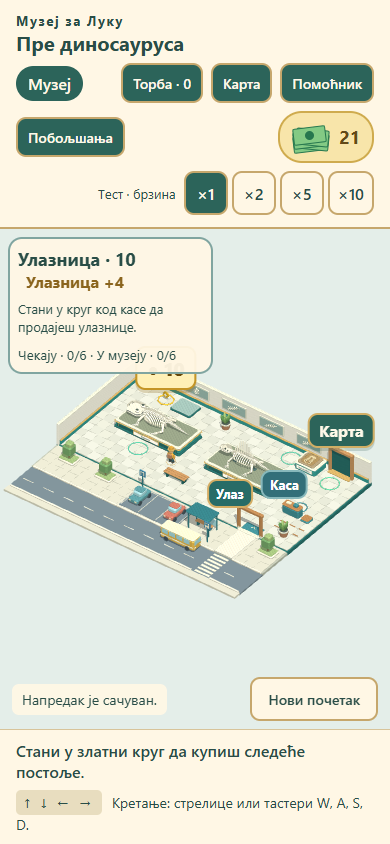 Музеј за Луку
Пре диносауруса
Музеј
Торба · 0
Карта
Помоћник
Побољшања
21
Тест · брзина
×1
×2
×5
×10
Улазница · 10
Улазница +4
Стани у круг код касе да
продајеш улазнице.
Чекају · 0/6 · У музеју · 0/6
Карта
Каса
Улаз
Напредак је сачуван.
Нови почетак
Стани у златни круг да купиш следеће
постоље.
↑ ↓ ← → Кретање: стрелице или тастери W, A, S,
D.